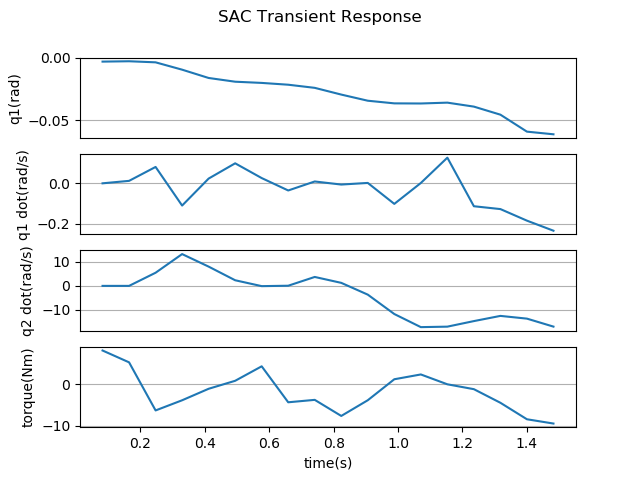 SAC Transient Response
0.00
−0.05
q1(rad)
0.0
−0.2
q1 dot(rad/s)
10
0
−10
q2 dot(rad/s)
0
−10
torque(Nm)
0.2 0.4 0.6 0.8 1.0 1.2 1.4
time(s)